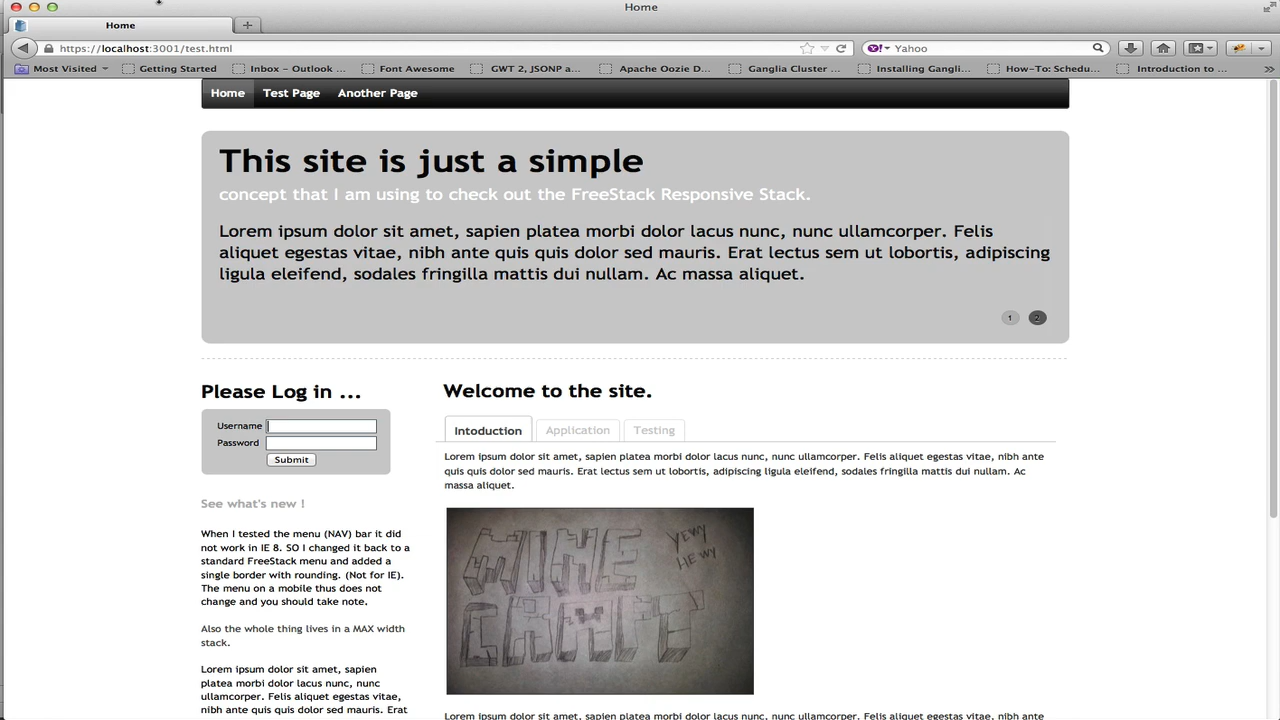 Home
Home
https://localhost:3001/test.html
Yahoo
Most Visited
Getting Started
Inbox – Outlook ...
Font Awesome
GWT 2, JSONP a...
Apache Oozie D...
Ganglia Cluster ...
Installing Gangli...
How-To: Schedu...
Introduction to ...
Home
Test Page
Another Page
This site is just a simple
concept that I am using to check out the FreeStack Responsive Stack.
Lorem ipsum dolor sit amet, sapien platea morbi dolor lacus nunc, nunc ullamcorper. Felis
aliquet egestas vitae, nibh ante quis quis dolor sed mauris. Erat lectus sem ut lobortis, adipiscing
ligula eleifend, sodales fringilla mattis dui nullam. Ac massa aliquet.
1
2
Please Log in ...
Username
Password
Submit
See what's new !
When I tested the menu (NAV) bar it did
not work in IE 8. SO I changed it back to a
standard FreeStack menu and added a
single border with rounding. (Not for IE).
The menu on a mobile thus does not
change and you should take note.
Also the whole thing lives in a MAX width
stack.
Lorem ipsum dolor sit amet, sapien
platea morbi dolor lacus nunc, nunc
ullamcorper. Felis aliquet egestas vitae,
nibh ante quis quis dolor sed mauris. Erat
Welcome to the site.
Intoduction
Application
Testing
Lorem ipsum dolor sit amet, sapien platea morbi dolor lacus nunc, nunc ullamcorper. Felis aliquet egestas vitae, nibh ante
quis quis dolor sed mauris. Erat lectus sem ut lobortis, adipiscing ligula eleifend, sodales fringilla mattis dui nullam. Ac
massa aliquet.
MINE
CRAFT
YEWY
HEWY
Lorem ipsum dolor sit amet, sapien platea morbi dolor lacus nunc, nunc ullamcorper. Felis aliquet egestas vitae, nibh ante